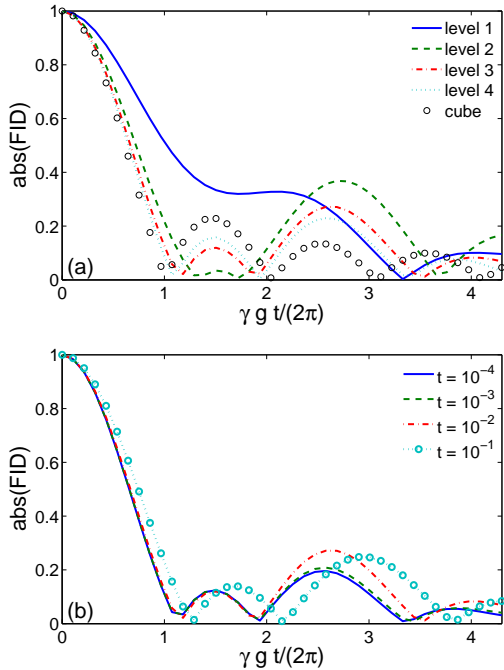 1
0.8
0.6
0.4
0.2
0
abs(FID)
level 1
level 2
level 3
level 4
cube
(a)
0 1 2 3 4
γ g t/(2π)
1
0.8
0.6
0.4
0.2
0
abs(FID)
t = 10⁻⁴
t = 10⁻³
t = 10⁻²
t = 10⁻¹
(b)
0 1 2 3 4
γ g t/(2π)